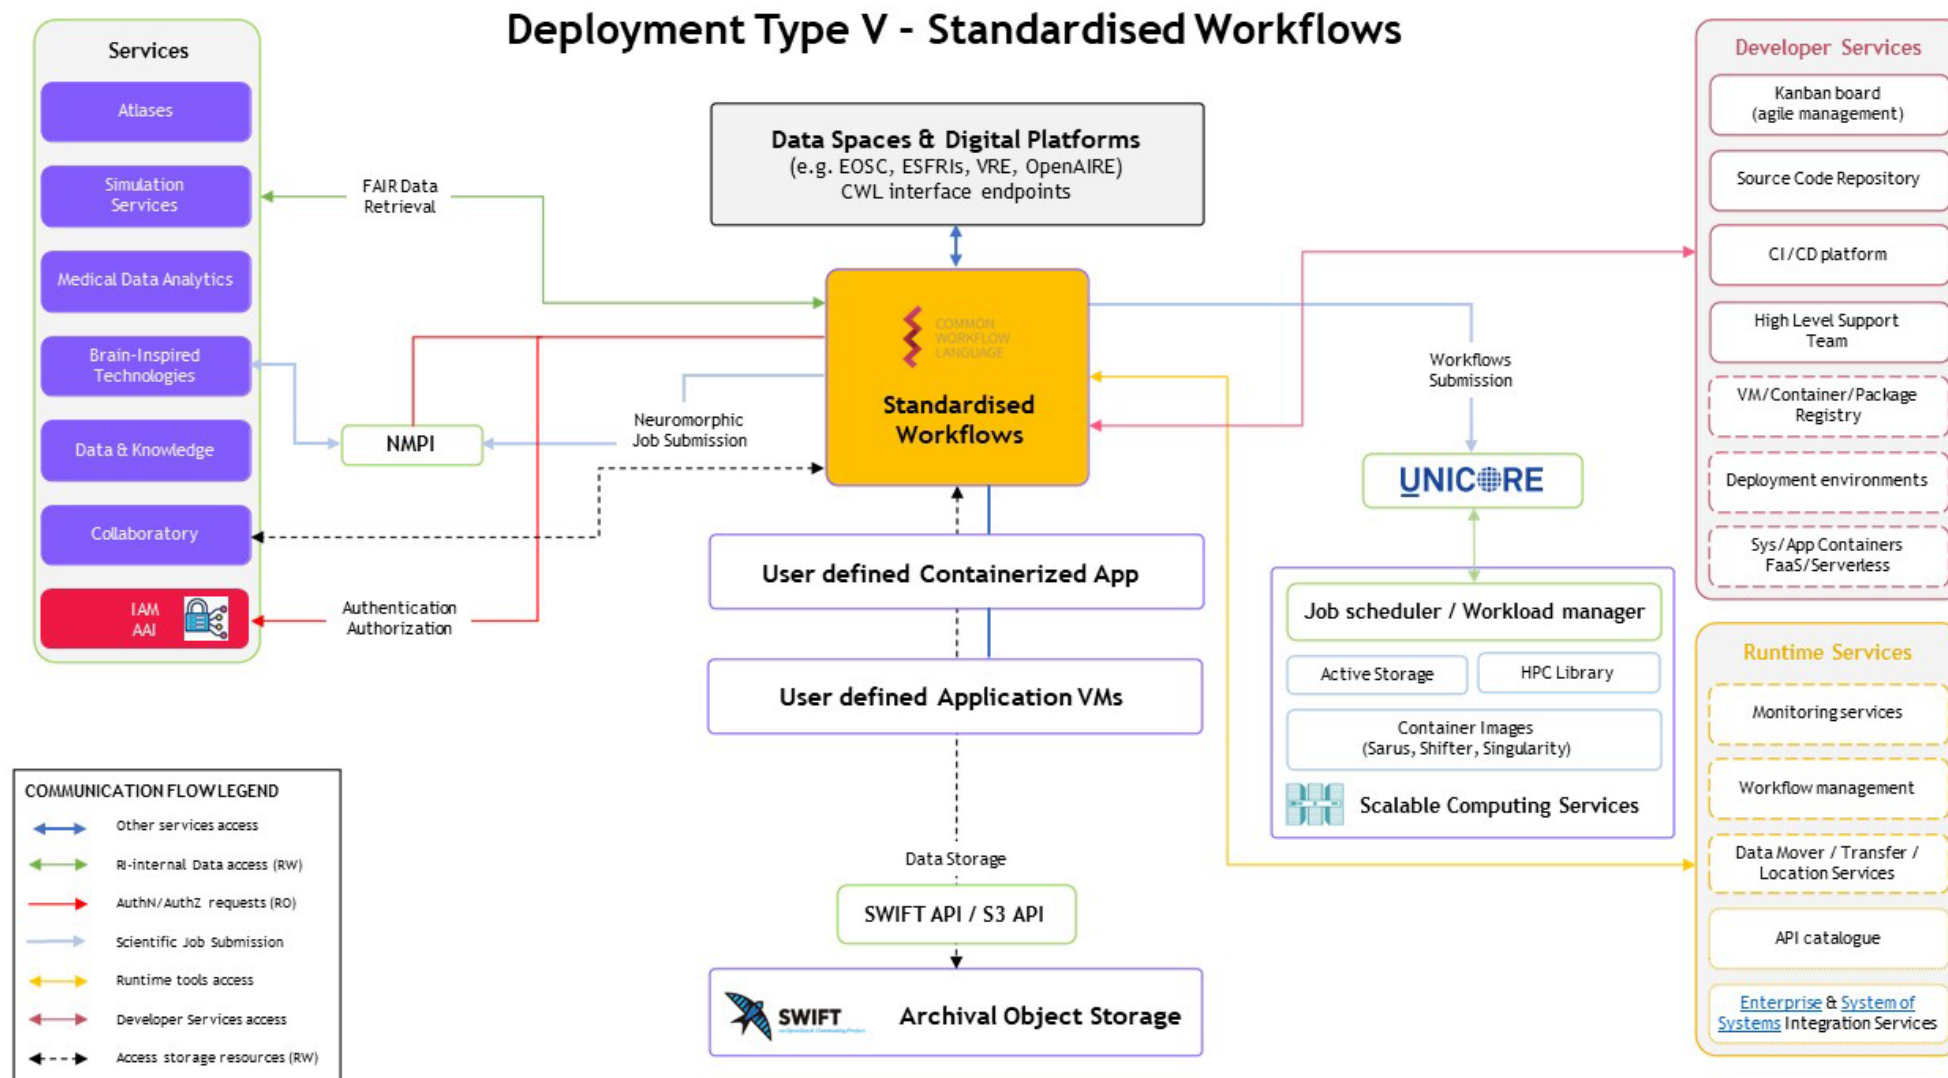 Deployment Type V - Standardised Workflows
Services
Atlases
Simulation
Services
Medical Data Analytics
Brain-Inspired
Technologies
Data & Knowledge
Collaboratory
IAM
AAI
FAIR Data
Retrieval
NMPI
Neuromorphic
Job Submission
Authentication
Authorization
Data Spaces & Digital Platforms
(e.g. EOSC, ESFRIs, VRE, OpenAIRE)
CWL interface endpoints
COMMON
WORKFLOW
LANGUAGE
Standardised
Workflows
User defined Containerized App
User defined Application VMs
Data Storage
SWIFT API / S3 API
SWIFT
Archival Object Storage
Workflows
Submission
UNICORE
Job scheduler / Workload manager
Active Storage
HPC Library
Container Images
(Sarus, Shifter, Singularity)
Scalable Computing Services
Developer Services
Kanban board
(agile management)
Source Code Repository
CI/CD platform
High Level Support
Team
VM/Container/Package
Registry
Deployment environments
Sys/App Containers
FaaS/Serverless
Runtime Services
Monitoring services
Workflow management
Data Mover / Transfer /
Location Services
API catalogue
Enterprise & System of
Systems Integration Services
COMMUNICATION FLOW LEGEND
Other services access
RI-internal Data access (RW)
AuthN/AuthZ requests (RO)
Scientific Job Submission
Runtime tools access
Developer Services access
Access storage resources (RW)